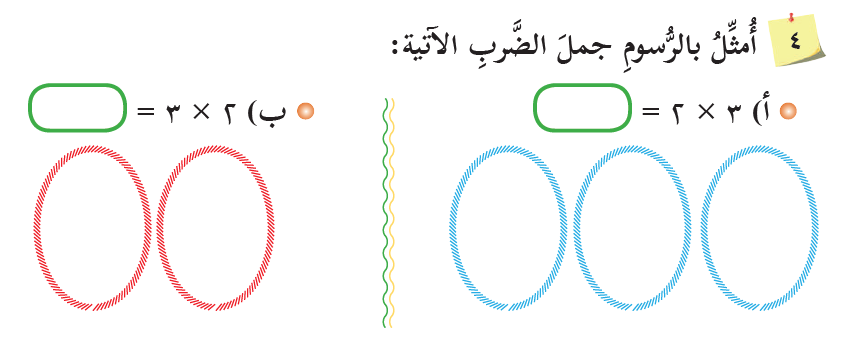 ٤ أُمثِّلُ بالرُّسومِ جملَ الضَّربِ الآتية:
أ) ٣ × ٢ =
ب) ٢ × ٣ =